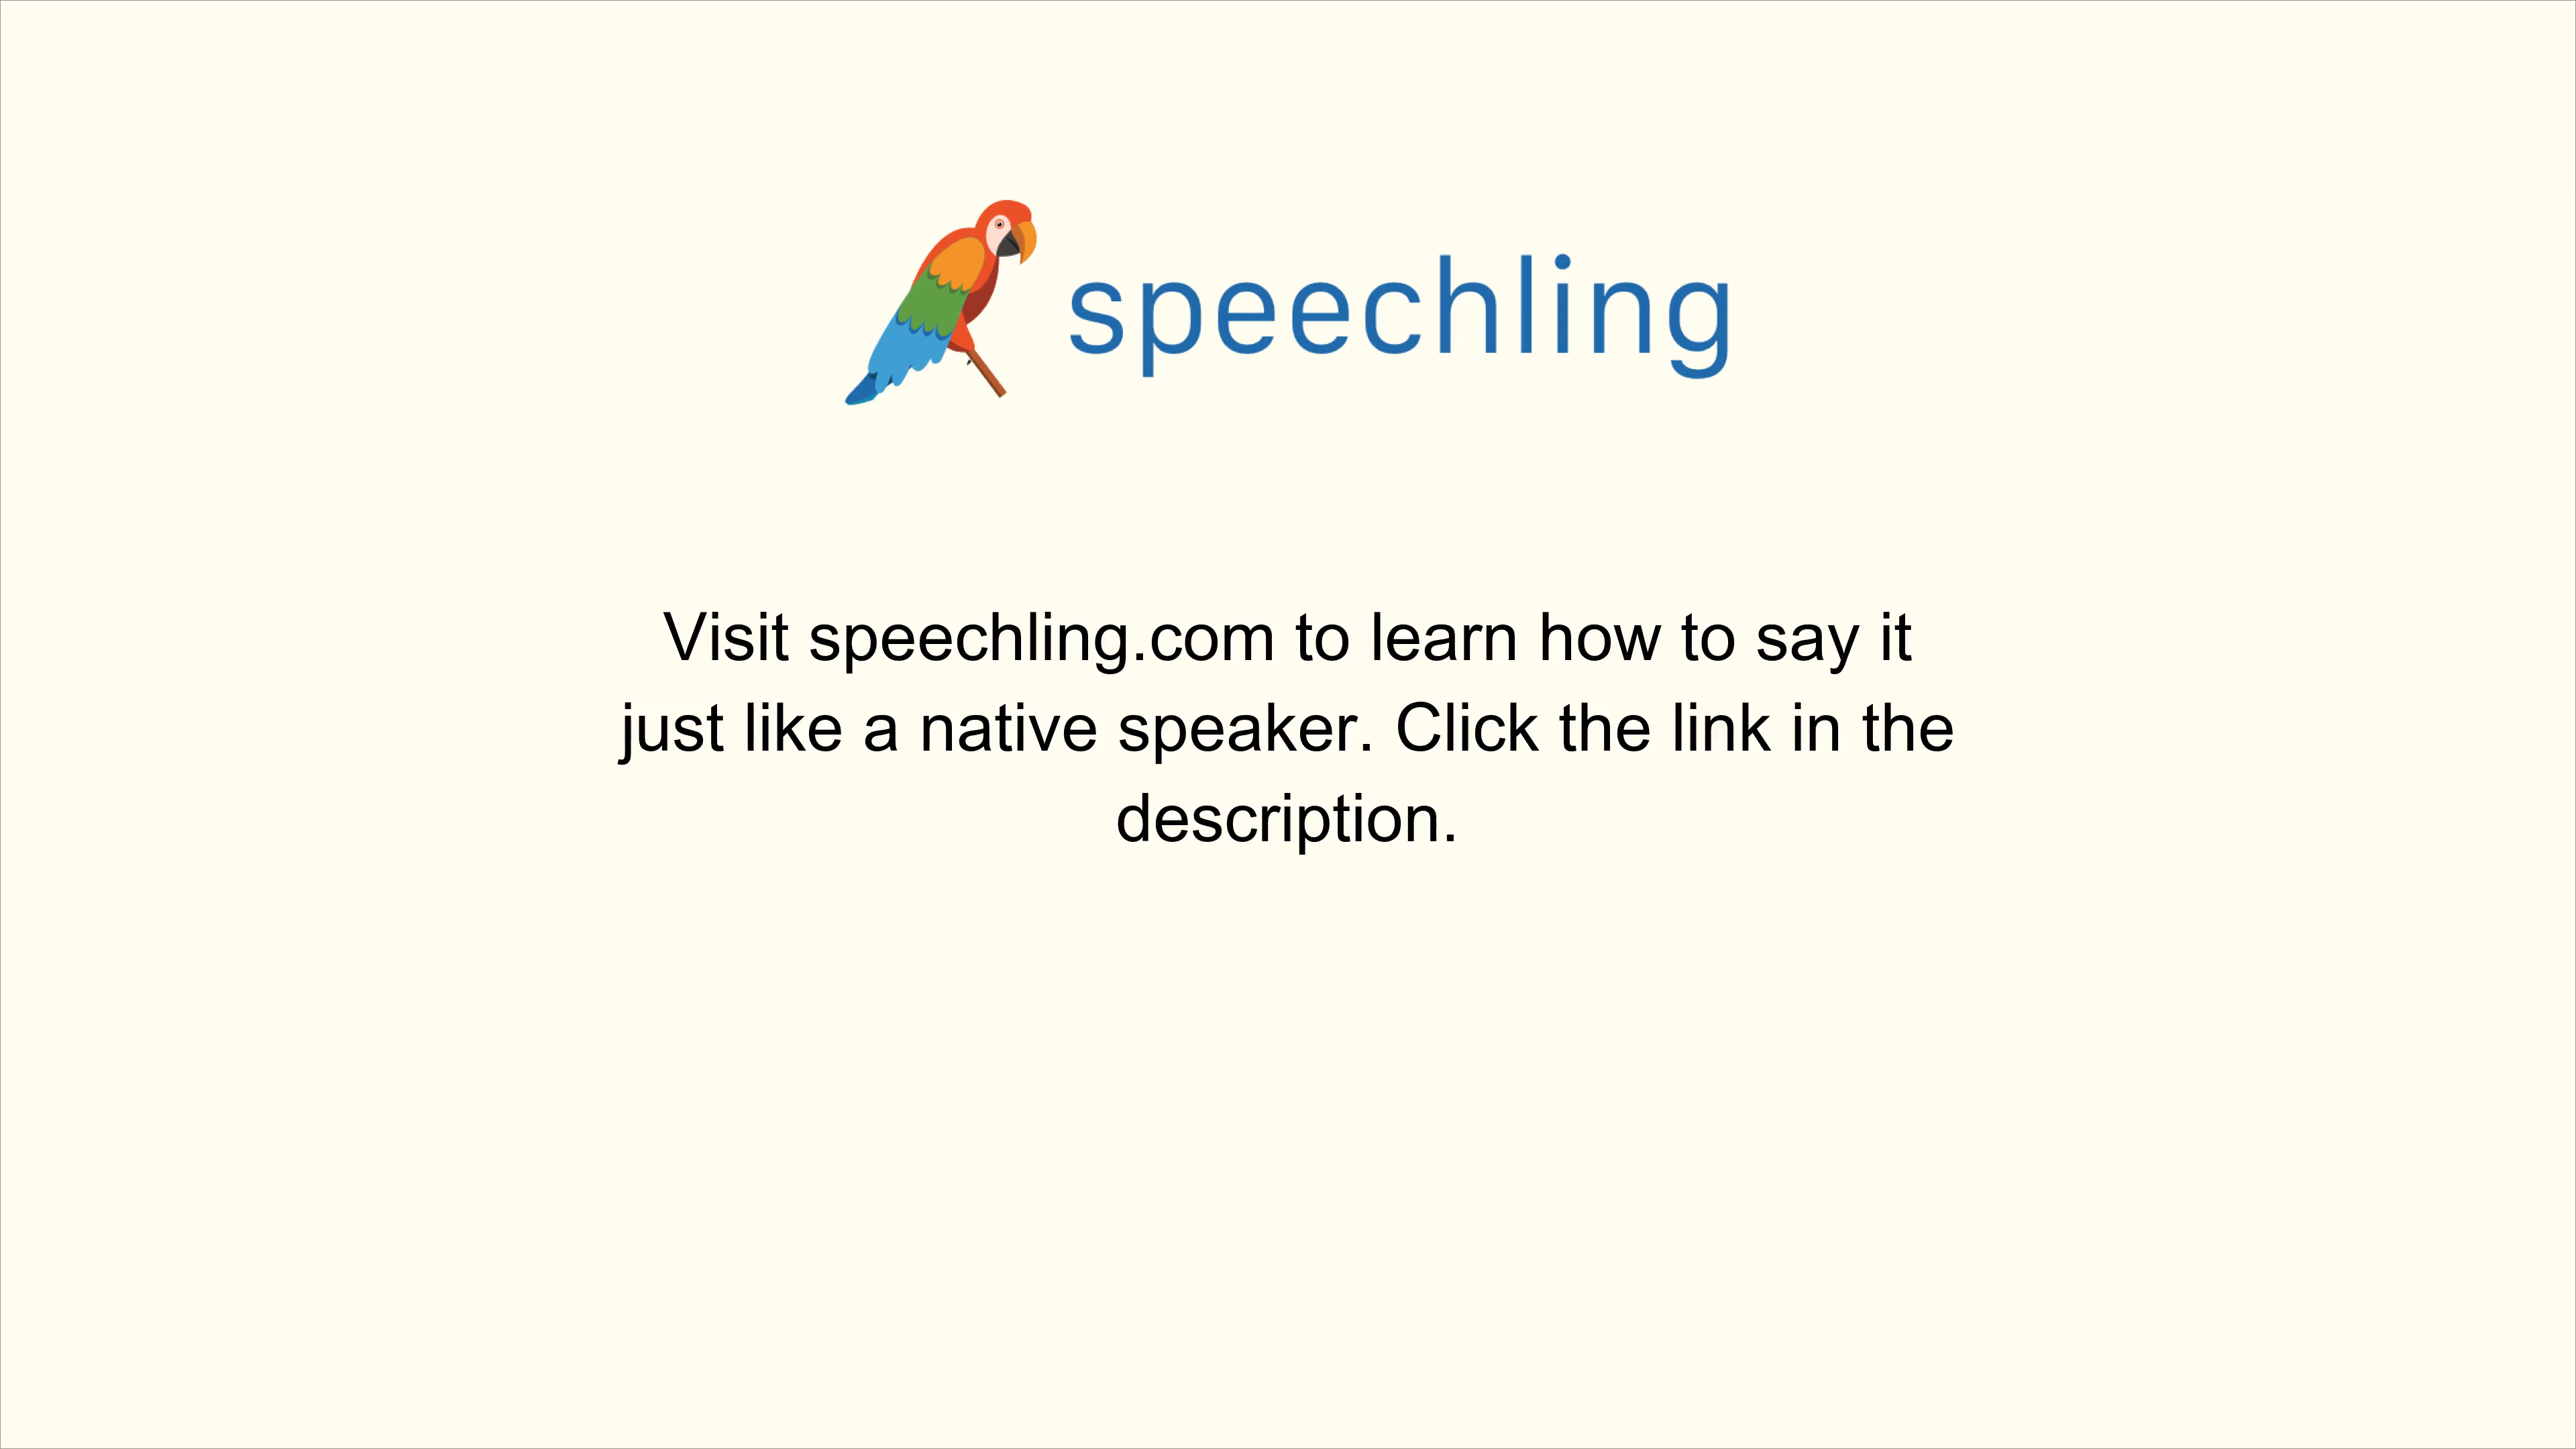 speechling
Visit speechling.com to learn how to say it
just like a native speaker. Click the link in the
description.